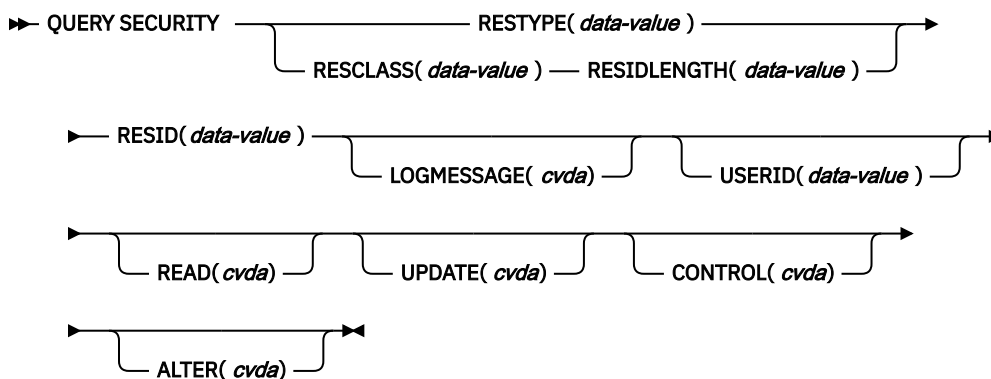 QUERY SECURITY RESTYPE( data-value )
RESCLASS( data-value ) RESIDLENGTH( data-value )
RESID( data-value )
LOGMESSAGE( cvda) USERID( data-value )
READ( cvda) UPDATE( cvda) CONTROL( cvda)
ALTER( cvda)